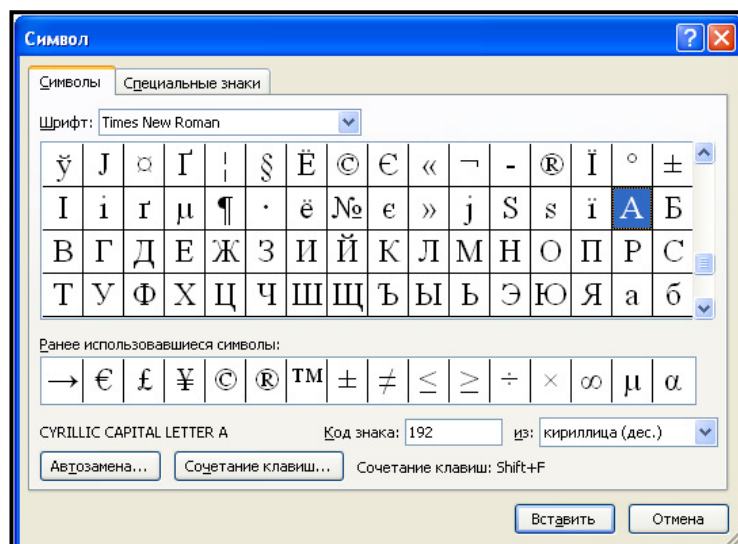 Символ
Символы Специальные знаки
Шрифт: Times New Roman
ў Ј ¤ Ґ ¦ § Ё © Є « ¬ - ® Ї ° ±
І і ґ µ ¶ · ё № є » ј Ѕ ѕ ї А Б
В Г Д Е Ж З И Й К Л М Н О П Р С
Т У Ф Х Ц Ч Ш Щ Ъ Ы Ь Э Ю Я а б
Ранее использовавшиеся символы:
→ € £ ¥ © ® ™ ± ≠ ≤ ≥ ÷ × ∞ µ α
CYRILLIC CAPITAL LETTER A Код знака: 192 из: кириллица (дес.)
Автозамена... Сочетание клавиш... Сочетание клавиш: Shift+F
Вставить Отмена